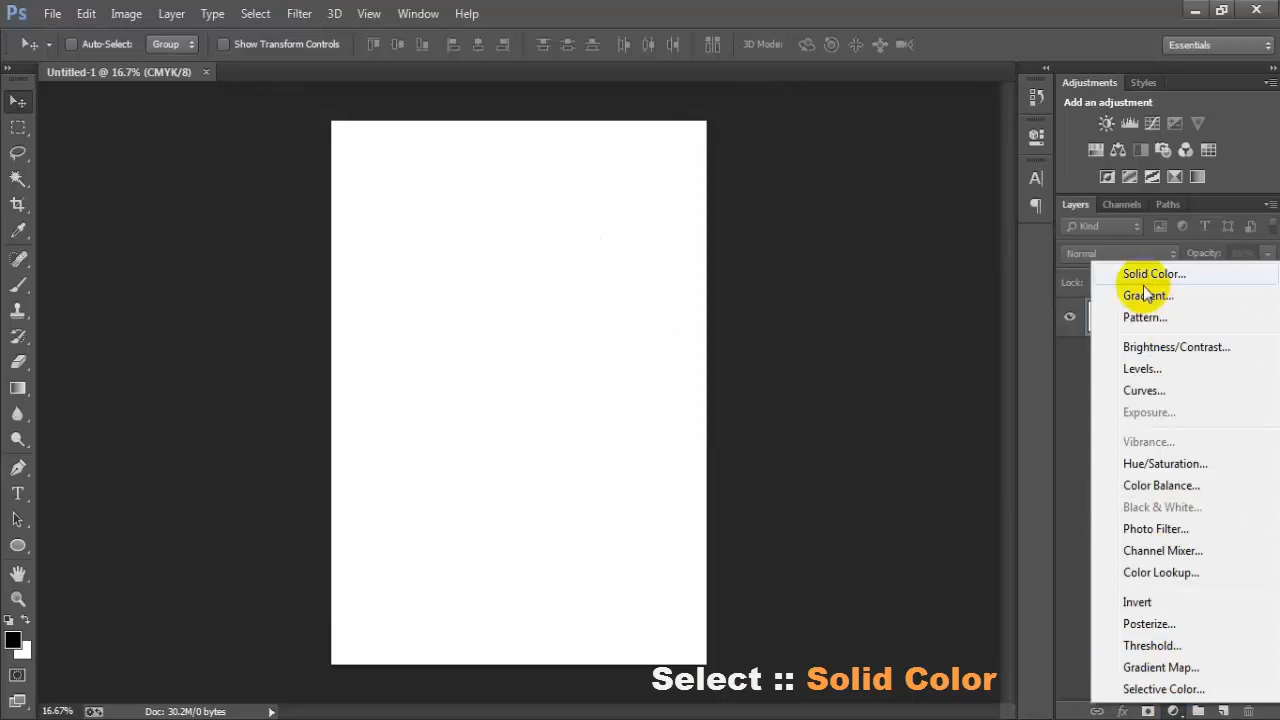 Ps File Edit Image Layer Type Select Filter 3D View Window Help
Auto-Select: Group Show Transform Controls 3D Mode: Essentials
Untitled-1 @ 16.7% (CMYK/8) ×
Adjustments Styles
Add an adjustment
Layers Channels Paths
Kind
Normal Opacity: 100%
Lock:
Solid Color...
Gradient...
Pattern...
Brightness/Contrast...
Levels...
Curves...
Exposure...
Vibrance...
Hue/Saturation...
Color Balance...
Black & White...
Photo Filter...
Channel Mixer...
Color Lookup...
Invert
Posterize...
Threshold...
Gradient Map...
Selective Color...
Select :: Solid Color
16.67% Doc: 30.2M/0 bytes